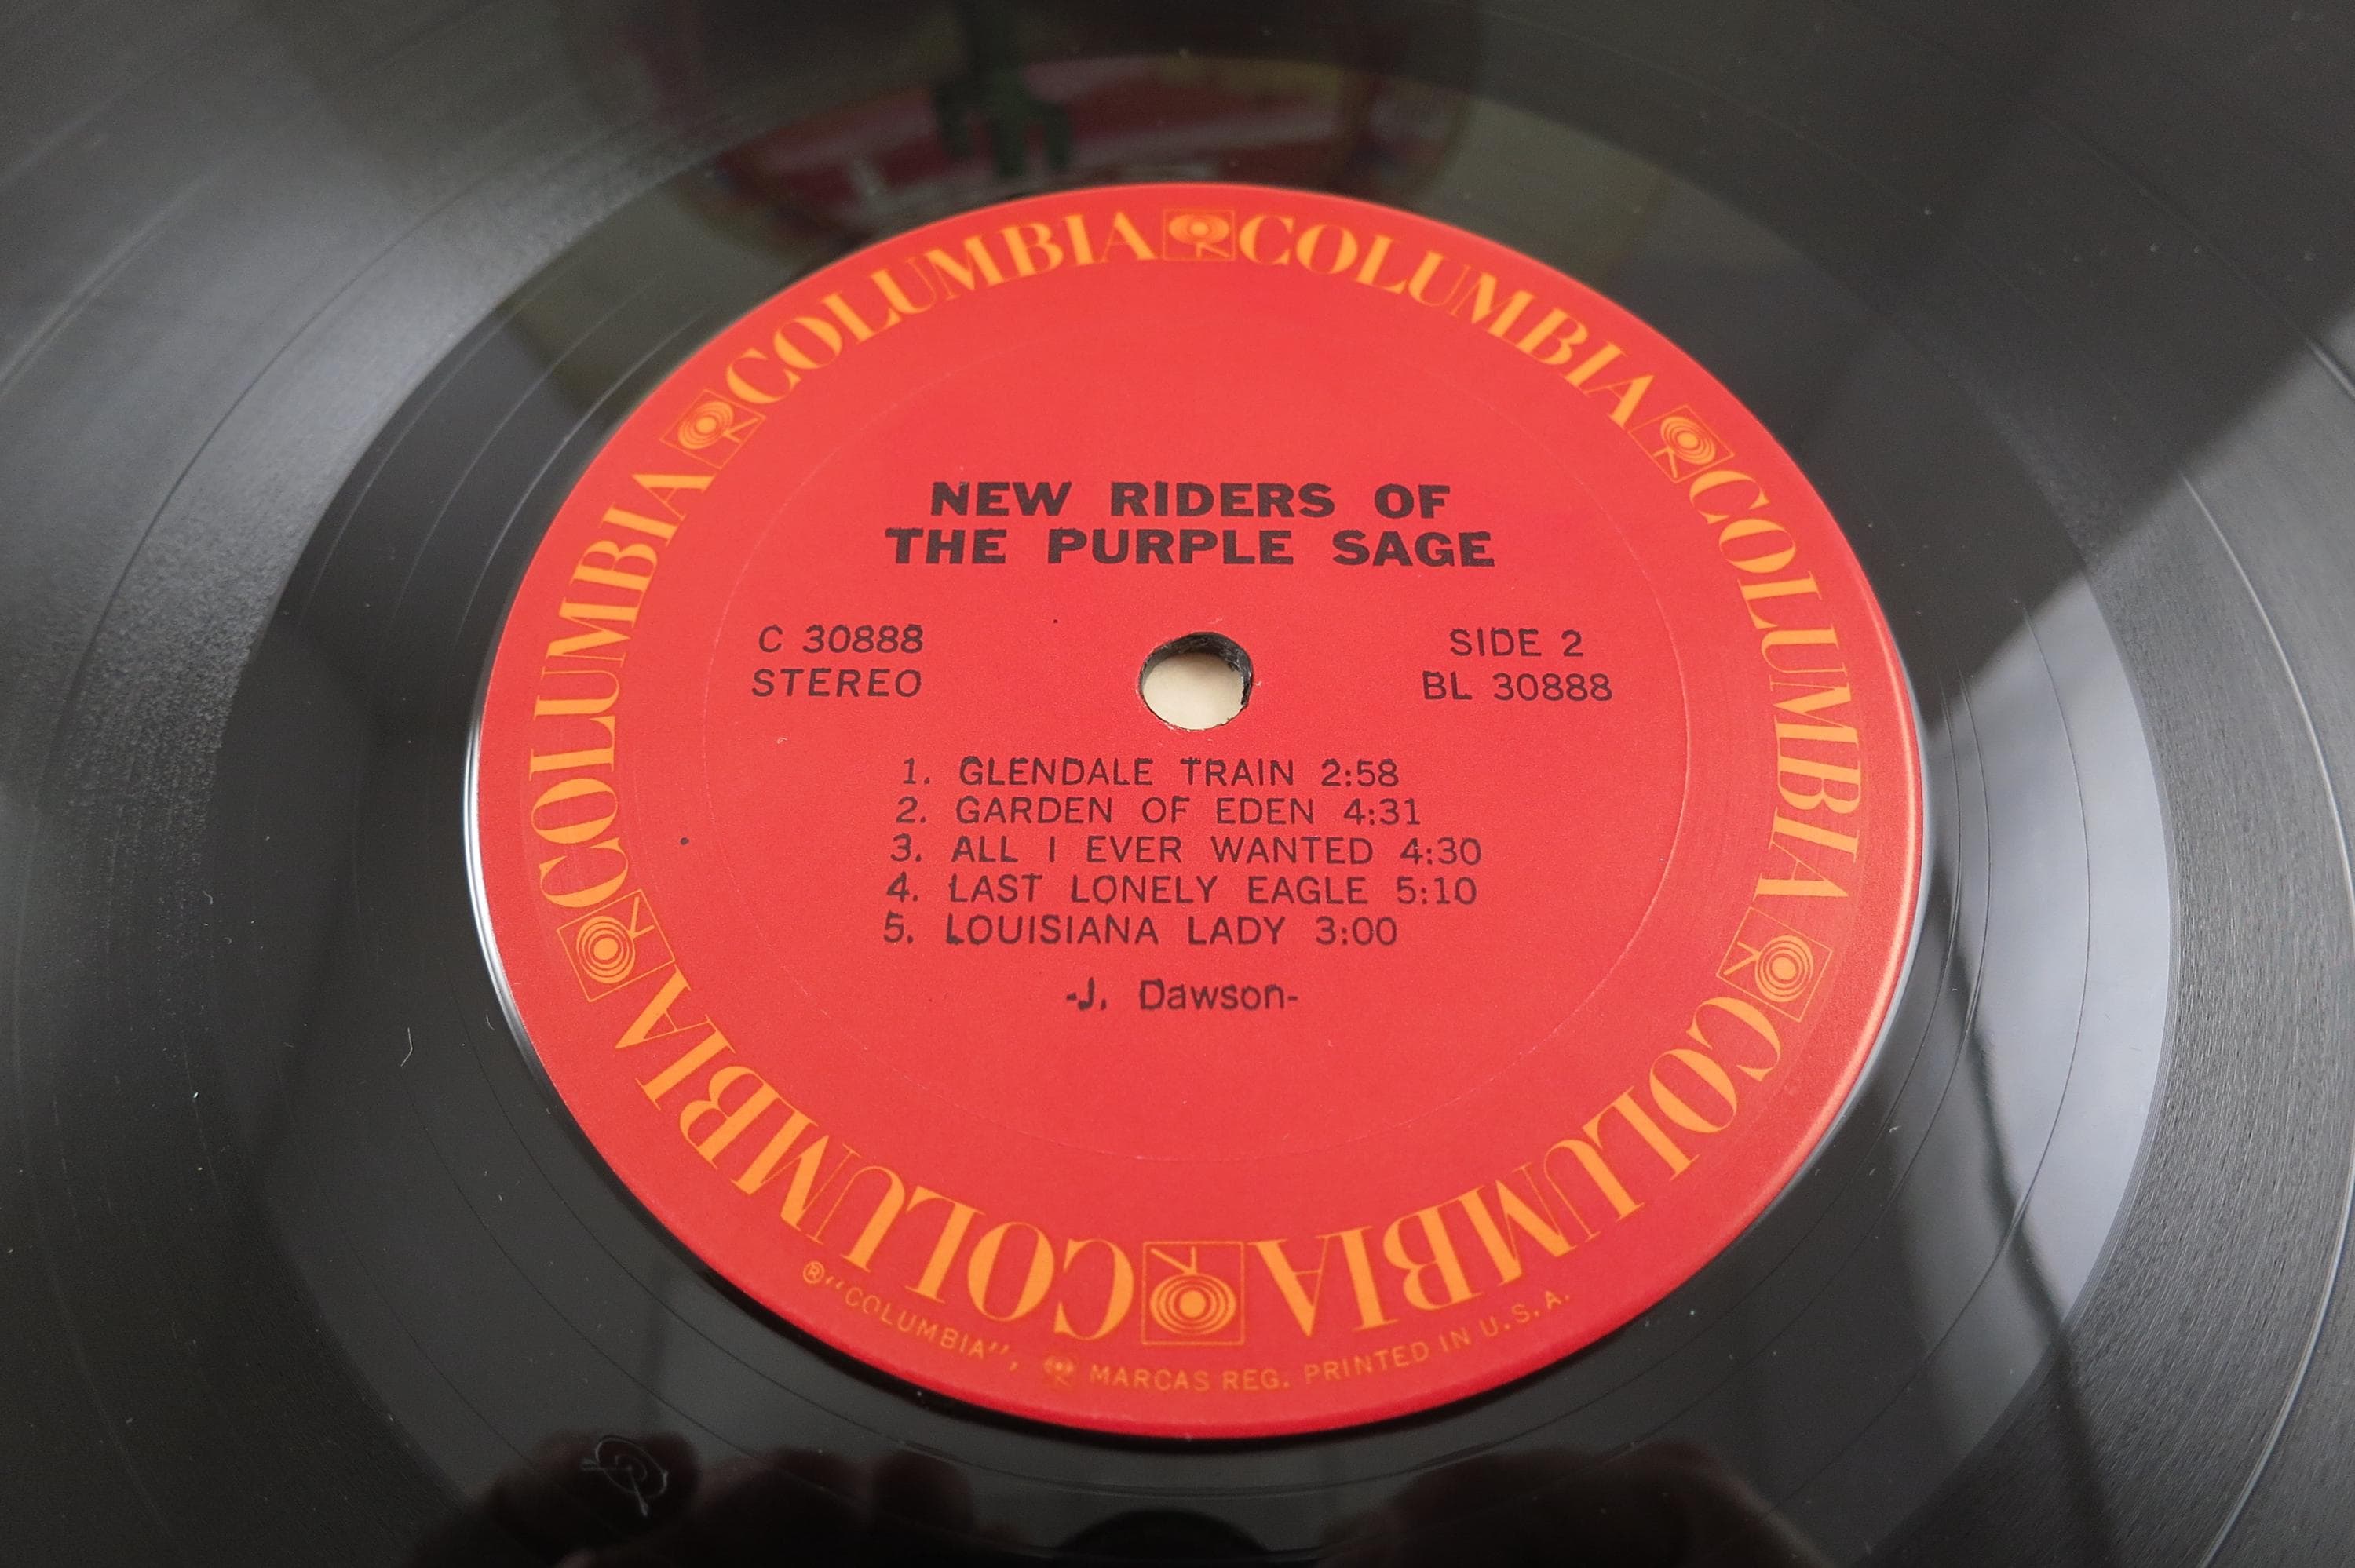 COLUMBIA COLUMBIA COLUMBIA COLUMBIA COLUMBIA COLUMBIA
NEW RIDERS OF
THE PURPLE SAGE
C 30888
STEREO
SIDE 2
BL 30888
1. GLENDALE TRAIN 2:58
2. GARDEN OF EDEN 4:31
3. ALL I EVER WANTED 4:30
4. LAST LONELY EAGLE 5:10
5. LOUISIANA LADY 3:00
-J. Dawson-
®"COLUMBIA", MARCAS REG. PRINTED IN U.S.A.